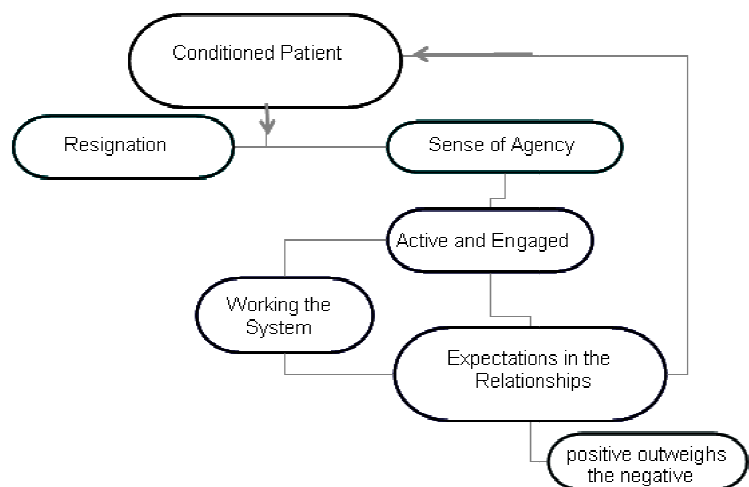 Conditioned Patient
Resignation
Sense of Agency
Active and Engaged
Working the
System
Expectations in the
Relationships
positive outweighs
the negative